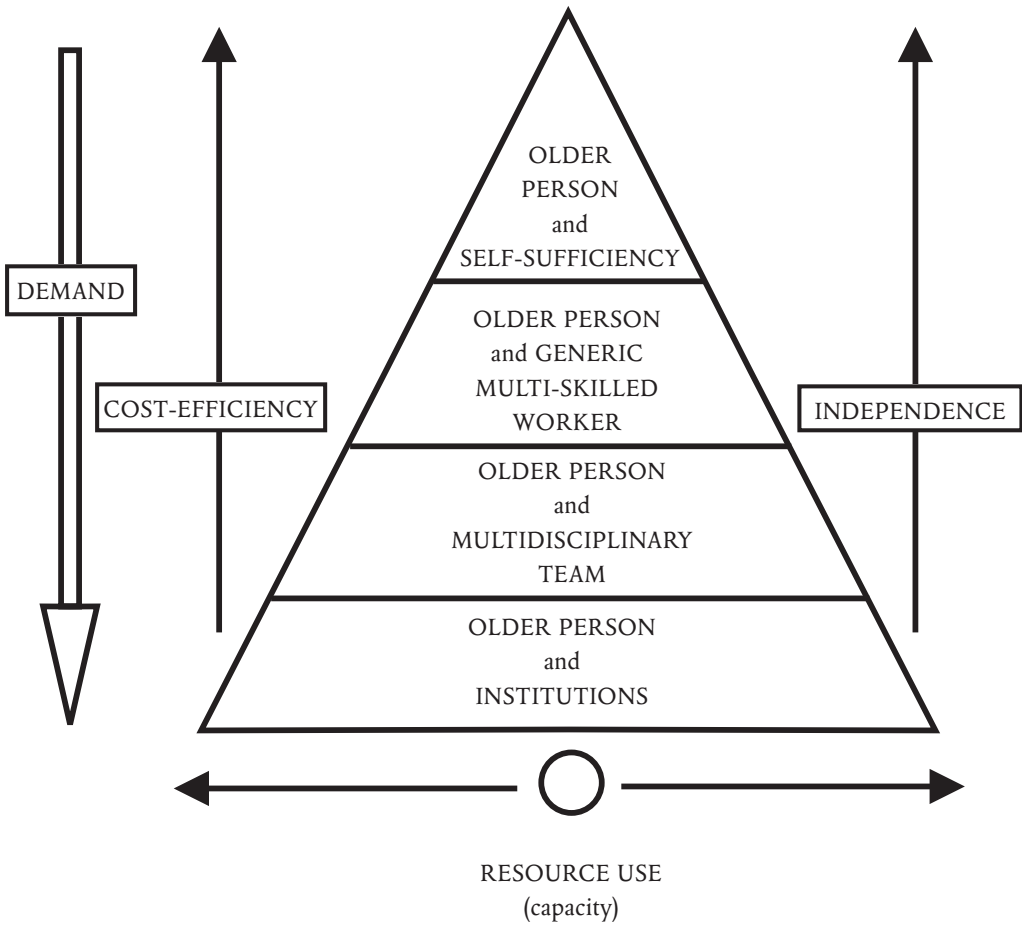 OLDER
PERSON
and
SELF-SUFFICIENCY
DEMAND
OLDER PERSON
and GENERIC
MULTI-SKILLED
WORKER
COST-EFFICIENCY
INDEPENDENCE
OLDER PERSON
and
MULTIDISCIPLINARY
TEAM
OLDER PERSON
and
INSTITUTIONS
RESOURCE USE
(capacity)